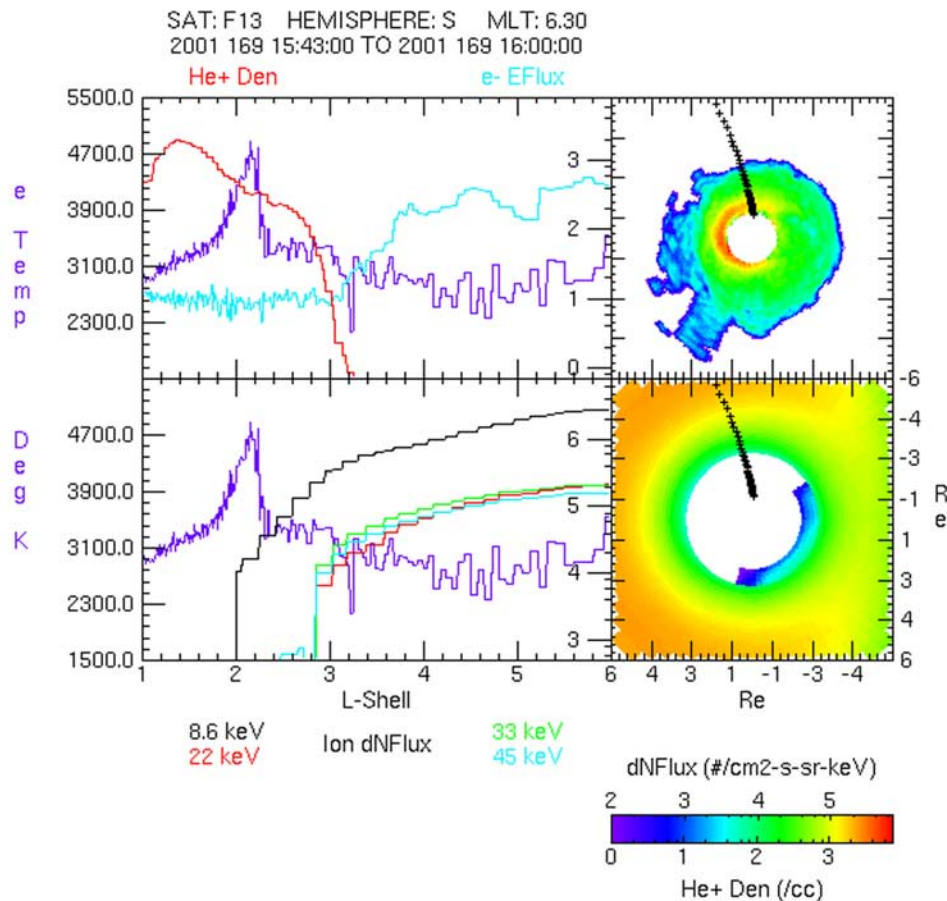 SAT: F13 HEMISPHERE: S MLT: 6.30
2001 169 15:43:00 TO 2001 169 16:00:00
He+ Den e- EFlux
5500.0
4700.0
3900.0
3100.0
2300.0
e Temp
3
2
1
0
4700.0
3900.0
3100.0
2300.0
1500.0
Deg K
6
5
4
3
1 2 3 4 5 6
L-Shell
-6
-4
-3
-1
1
3
4
6
Re
6 4 3 1 -1 -3 -4
Re
8.6 keV Ion dNFlux 33 keV
22 keV 45 keV
dNFlux (#/cm2-s-sr-keV)
2 3 4 5
0 1 2 3
He+ Den (/cc)